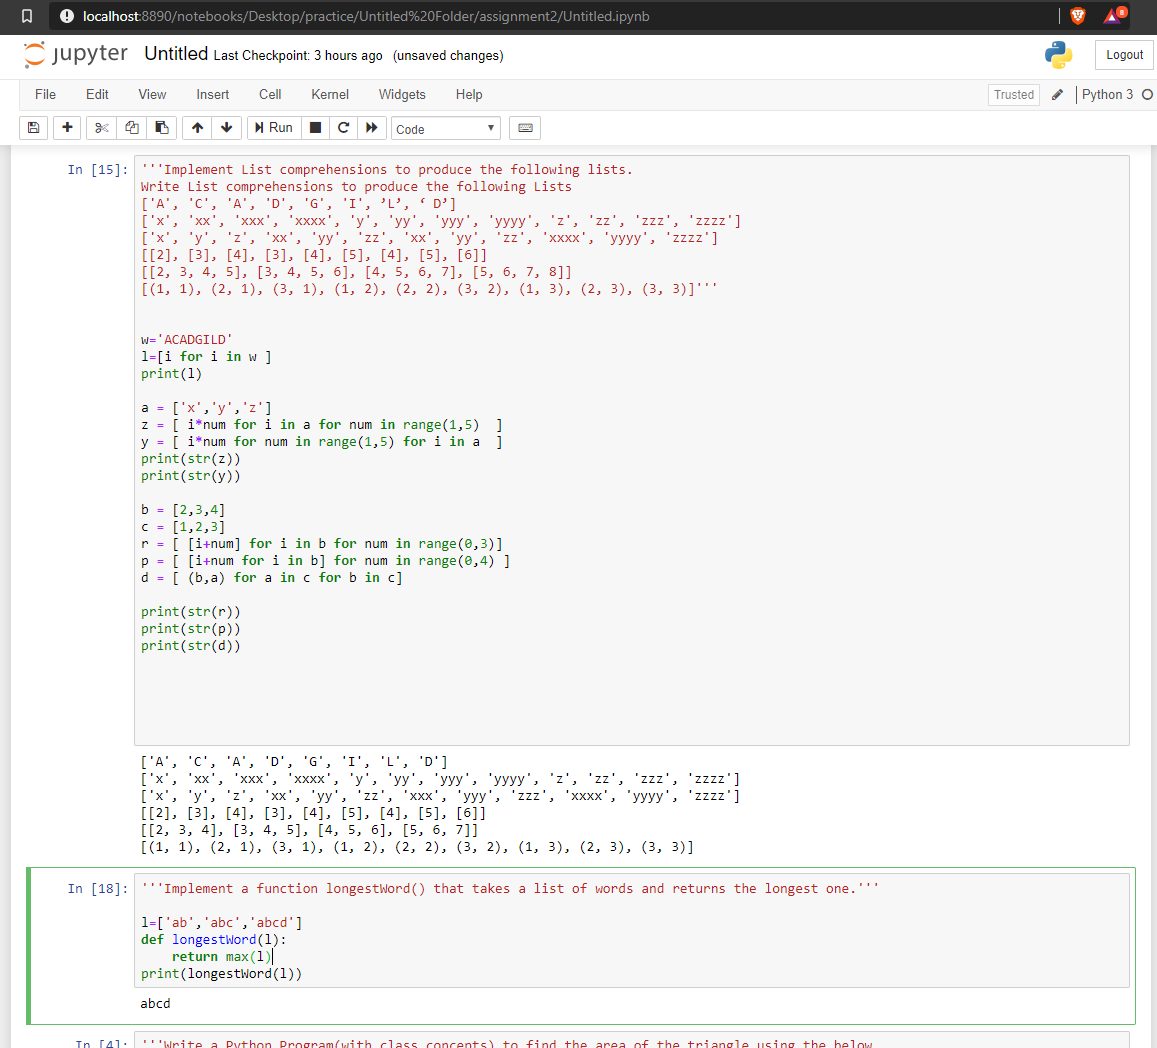 localhost:8890/notebooks/Desktop/practice/Untitled%20Folder/assignment2/Untitled.ipynb
8
jupyter Untitled Last Checkpoint: 3 hours ago (unsaved changes) Logout
File Edit View Insert Cell Kernel Widgets Help Trusted Python 3
Run Code
In [15]: '''Implement List comprehensions to produce the following lists.
Write List comprehensions to produce the following Lists
['A', 'C', 'A', 'D', 'G', 'I', ’L’, ‘ D’]
['x', 'xx', 'xxx', 'xxxx', 'y', 'yy', 'yyy', 'yyyy', 'z', 'zz', 'zzz', 'zzzz']
['x', 'y', 'z', 'xx', 'yy', 'zz', 'xx', 'yy', 'zz', 'xxxx', 'yyyy', 'zzzz']
[[2], [3], [4], [3], [4], [5], [4], [5], [6]]
[[2, 3, 4, 5], [3, 4, 5, 6], [4, 5, 6, 7], [5, 6, 7, 8]]
[(1, 1), (2, 1), (3, 1), (1, 2), (2, 2), (3, 2), (1, 3), (2, 3), (3, 3)]'''
w='ACADGILD'
l=[i for i in w ]
print(l)
a = ['x','y','z']
z = [ i*num for i in a for num in range(1,5)  ]
y = [ i*num for num in range(1,5) for i in a  ]
print(str(z))
print(str(y))
b = [2,3,4]
c = [1,2,3]
r = [ [i+num] for i in b for num in range(0,3)]
p = [ [i+num for i in b] for num in range(0,4) ]
d = [ (b,a) for a in c for b in c]
print(str(r))
print(str(p))
print(str(d))
['A', 'C', 'A', 'D', 'G', 'I', 'L', 'D']
['x', 'xx', 'xxx', 'xxxx', 'y', 'yy', 'yyy', 'yyyy', 'z', 'zz', 'zzz', 'zzzz']
['x', 'y', 'z', 'xx', 'yy', 'zz', 'xxx', 'yyy', 'zzz', 'xxxx', 'yyyy', 'zzzz']
[[2], [3], [4], [3], [4], [5], [4], [5], [6]]
[[2, 3, 4], [3, 4, 5], [4, 5, 6], [5, 6, 7]]
[(1, 1), (2, 1), (3, 1), (1, 2), (2, 2), (3, 2), (1, 3), (2, 3), (3, 3)]
In [18]: '''Implement a function longestWord() that takes a list of words and returns the longest one.'''
l=['ab','abc','abcd']
def longestWord(l):
    return max(l)
print(longestWord(l))
abcd
In [4]: '''Write a Python Program(with class concepts) to find the area of the triangle using the below